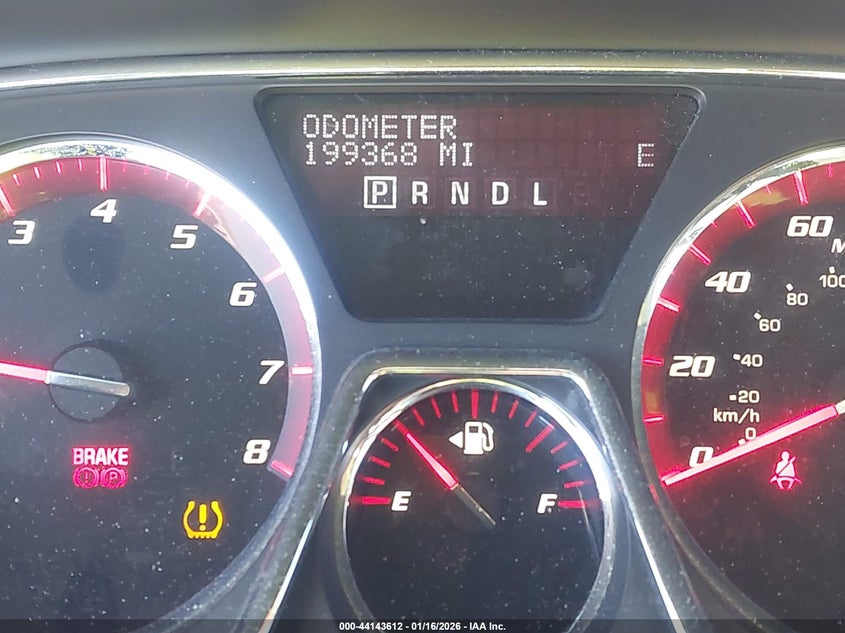 ODOMETER
199368 MI E
P R N D L
3 4 5 6 7 8
BRAKE
P
E F
0 20 40 60
km/h 0 20 40 60 80 100
000-44143612 - 01/16/2026 - IAA Inc.